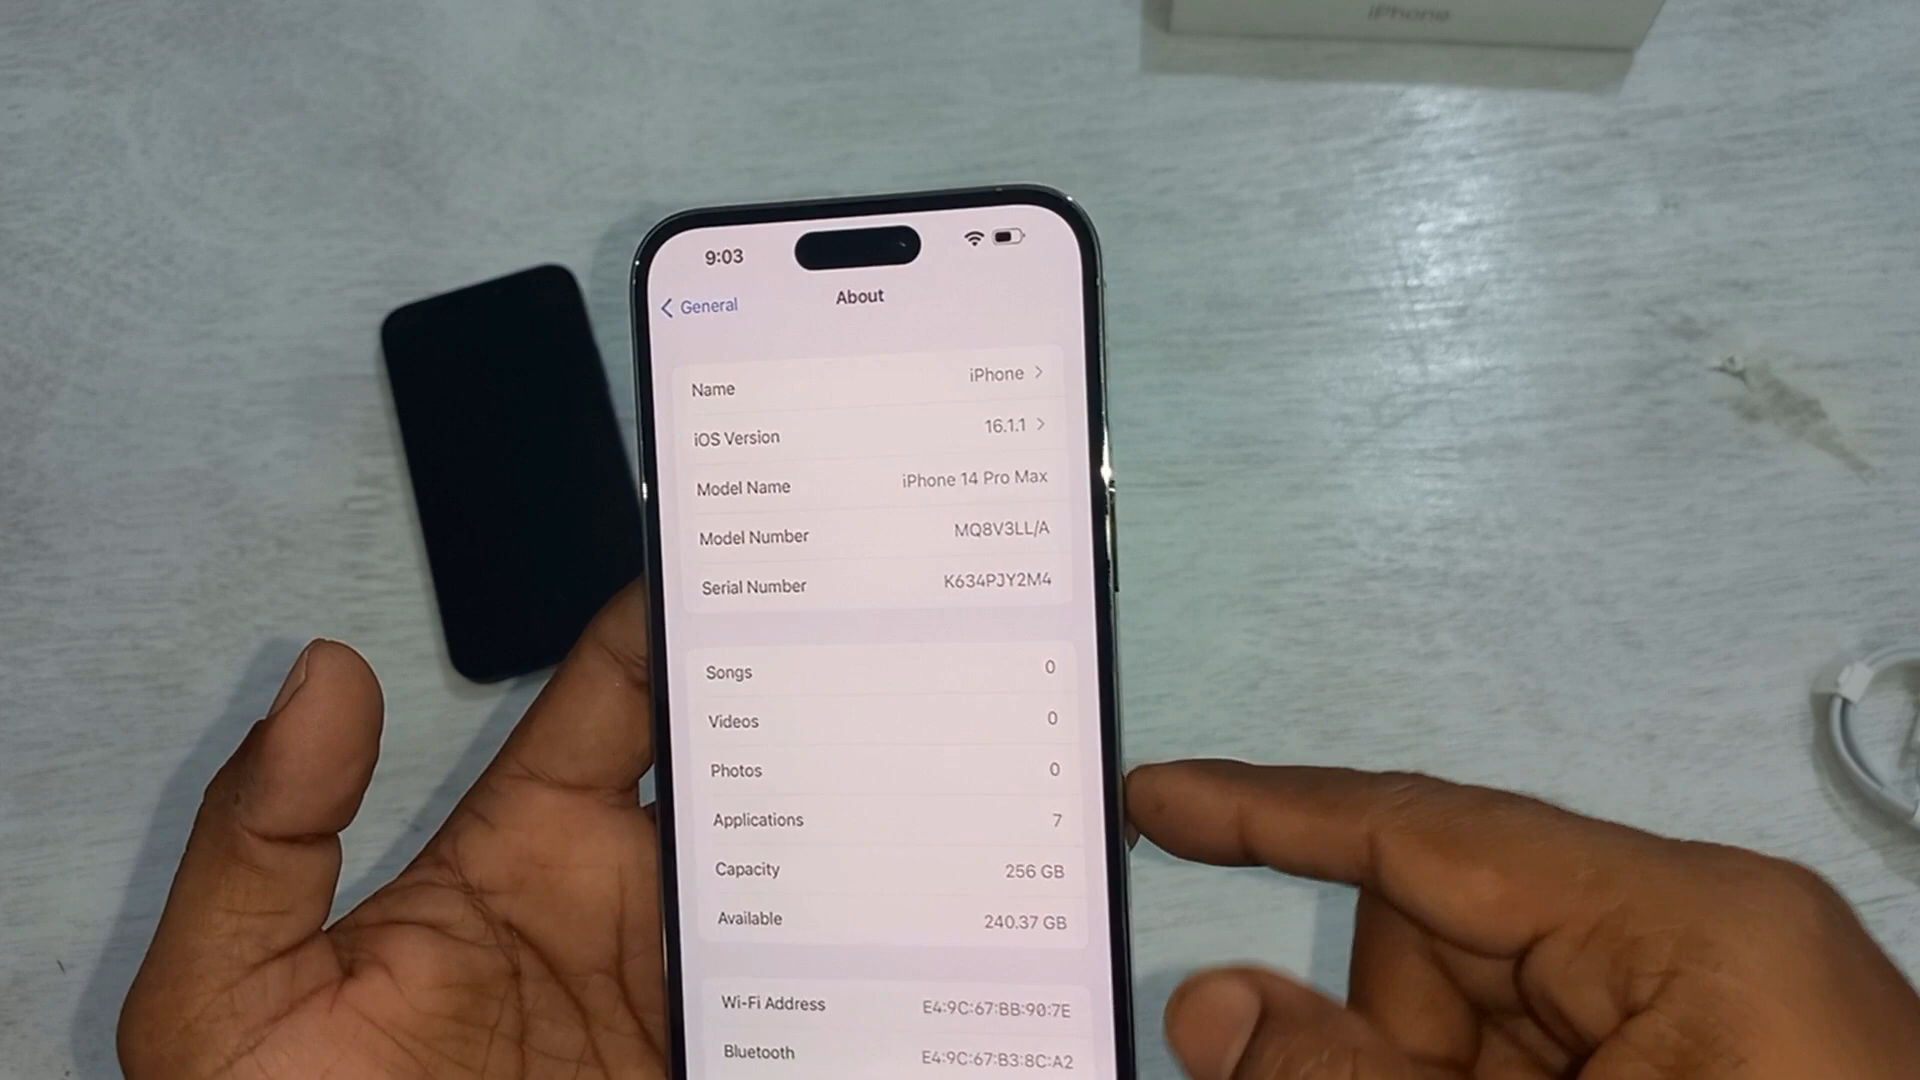 iPhone
9:03
General
About
Name iPhone
iOS Version 16.1.1
Model Name iPhone 14 Pro Max
Model Number MQ8V3LL/A
Serial Number K634PJY2M4
Songs 0
Videos 0
Photos 0
Applications 7
Capacity 256 GB
Available 240.37 GB
Wi-Fi Address E4:9C:67:BB:90:7E
Bluetooth E4:9C:67:B3:8C:A2